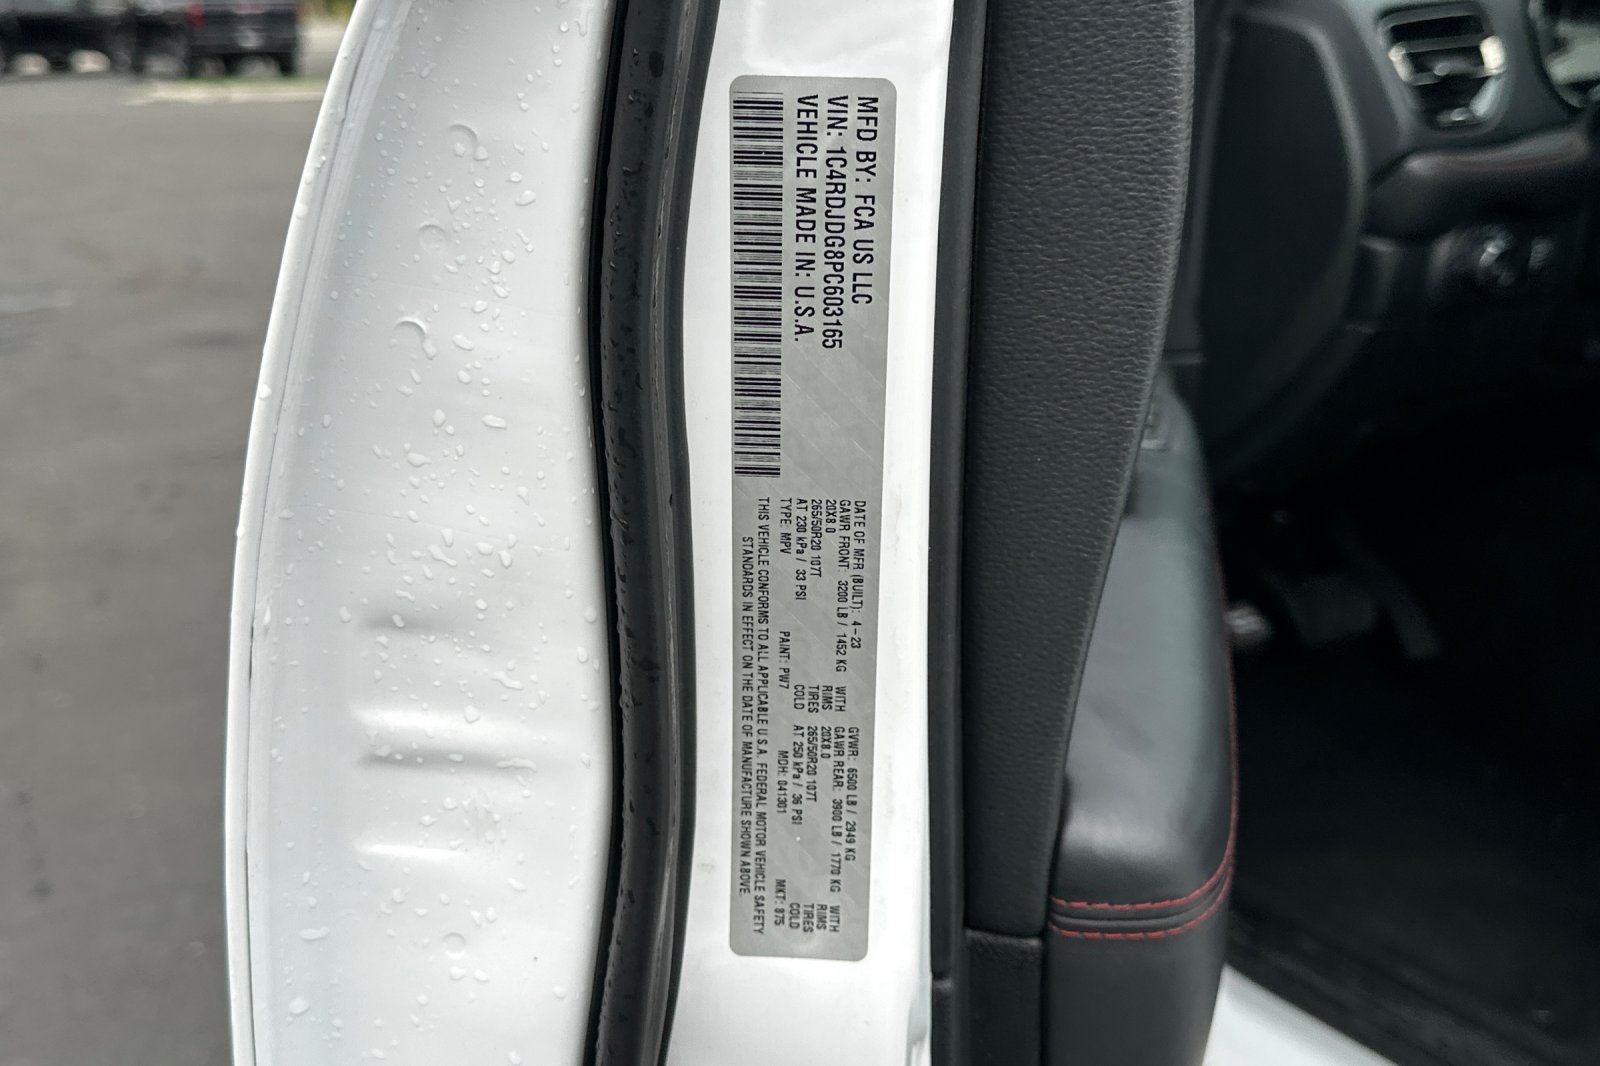 MFD BY: FCA US LLC
VIN: 1C4RDJDG8PC603165
VEHICLE MADE IN: U.S.A.
DATE OF MFR (BUILT): 4-23 GVWR: 6500 LB / 2949 KG
GAWR FRONT: 3200 LB / 1452 KG WITH GAWR REAR: 3900 LB / 1770 KG WITH
20X8.0 RIMS 20X8.0 RIMS
265/50R20 107T TIRES 265/50R20 107T TIRES
AT 230 kPa / 33 PSI COLD AT 250 kPa / 36 PSI COLD
TYPE: MPV PAINT: PW7 MDH: 041301 MKT: 875
THIS VEHICLE CONFORMS TO ALL APPLICABLE U.S.A. FEDERAL MOTOR VEHICLE SAFETY
STANDARDS IN EFFECT ON THE DATE OF MANUFACTURE SHOWN ABOVE.